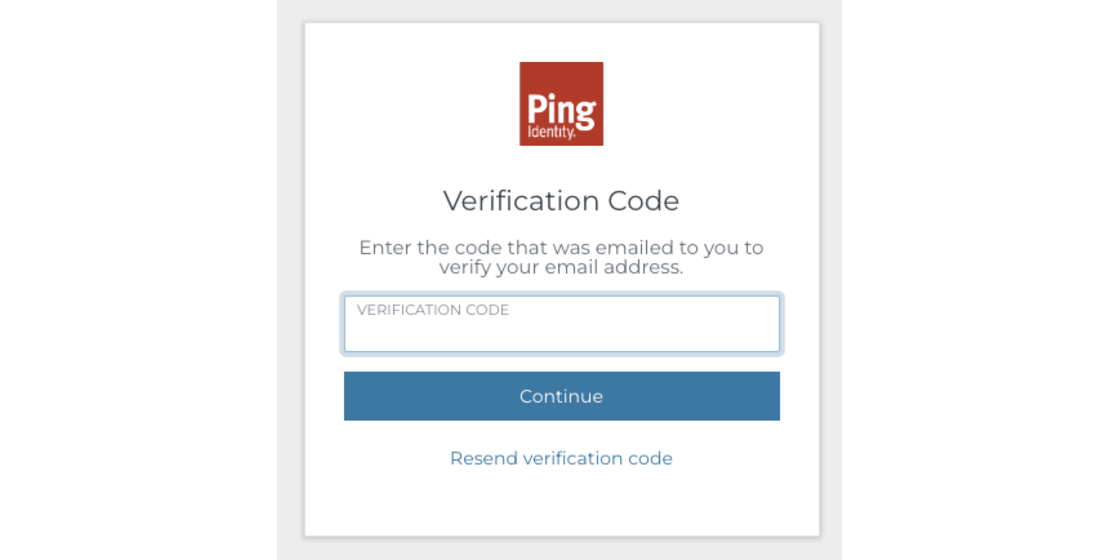 Ping
Identity.
Verification Code
Enter the code that was emailed to you to
verify your email address.
VERIFICATION CODE
Continue
Resend verification code